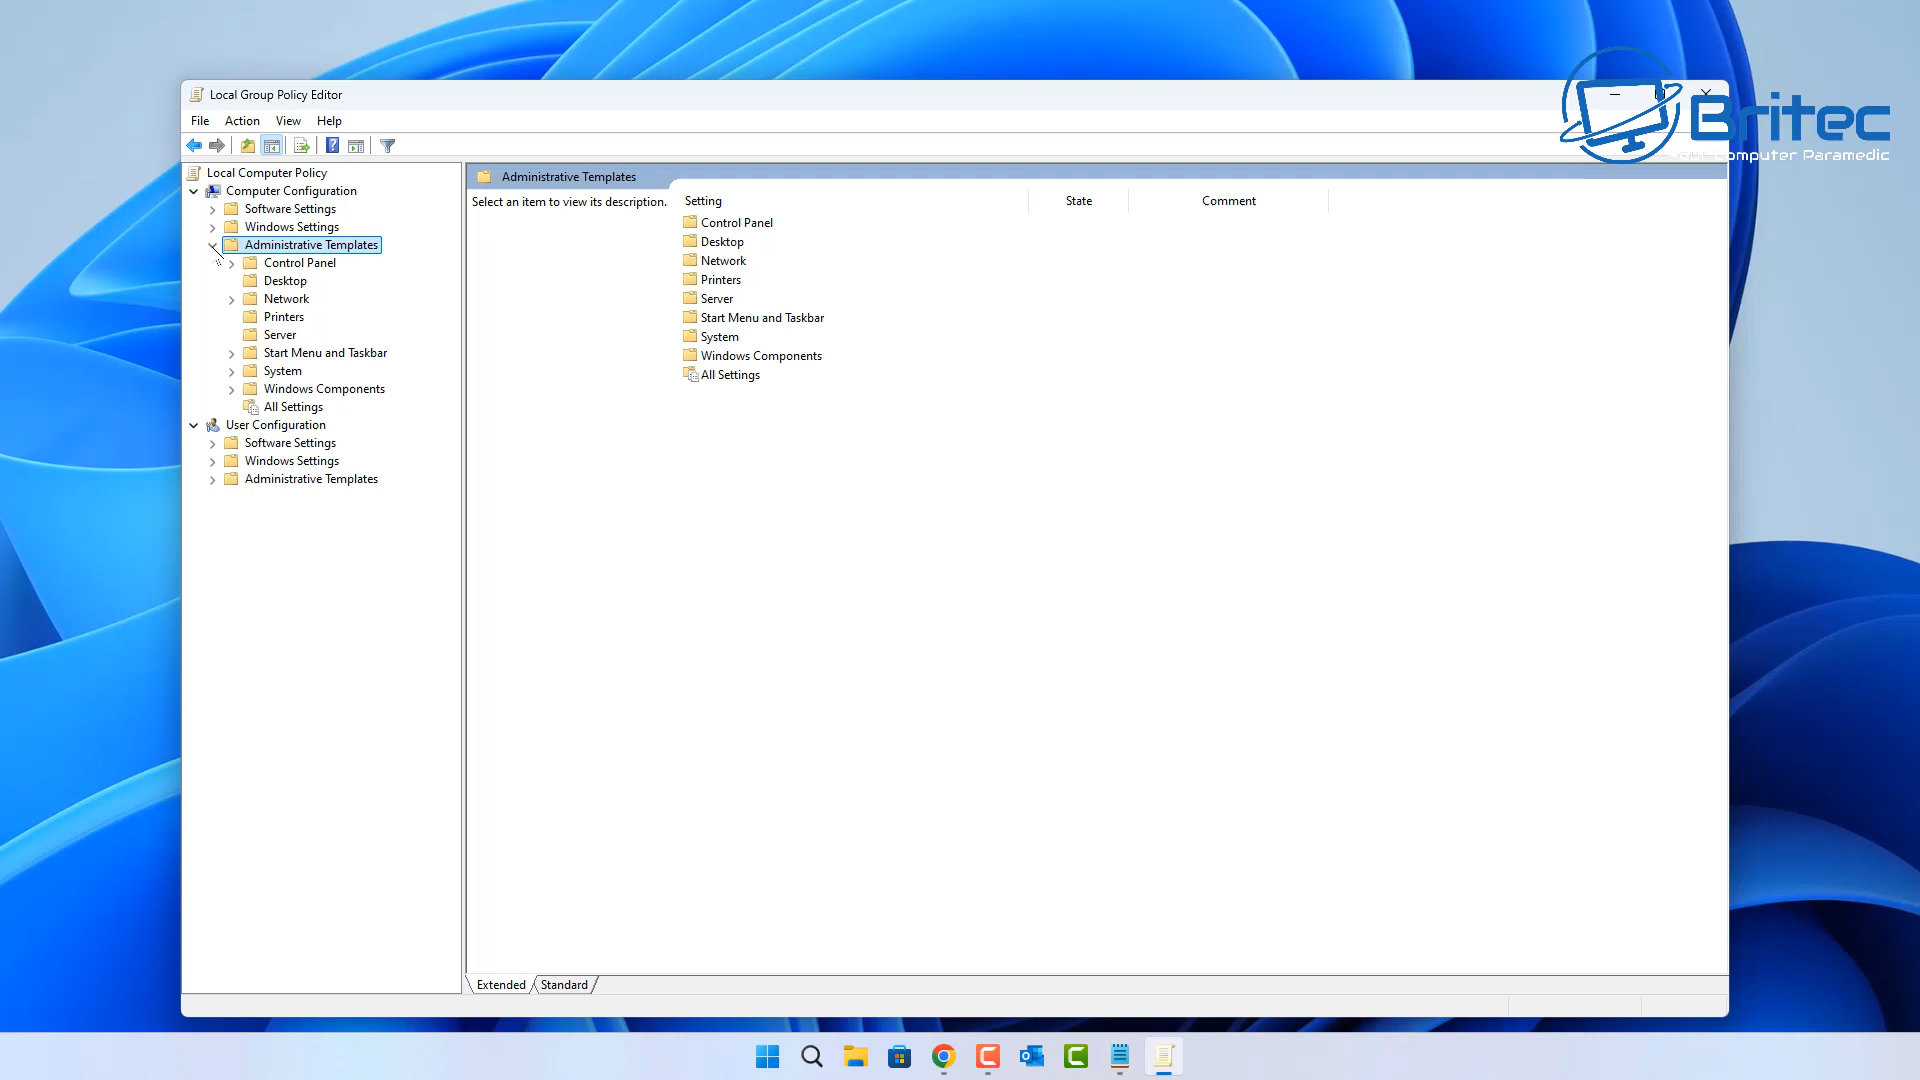 Local Group Policy Editor
Britec
Your Computer Paramedic
File Action View Help
Local Computer Policy
Computer Configuration
Software Settings
Windows Settings
Administrative Templates
Control Panel
Desktop
Network
Printers
Server
Start Menu and Taskbar
System
Windows Components
All Settings
User Configuration
Software Settings
Windows Settings
Administrative Templates
Administrative Templates
Select an item to view its description.
Setting State Comment
Control Panel
Desktop
Network
Printers
Server
Start Menu and Taskbar
System
Windows Components
All Settings
Extended Standard